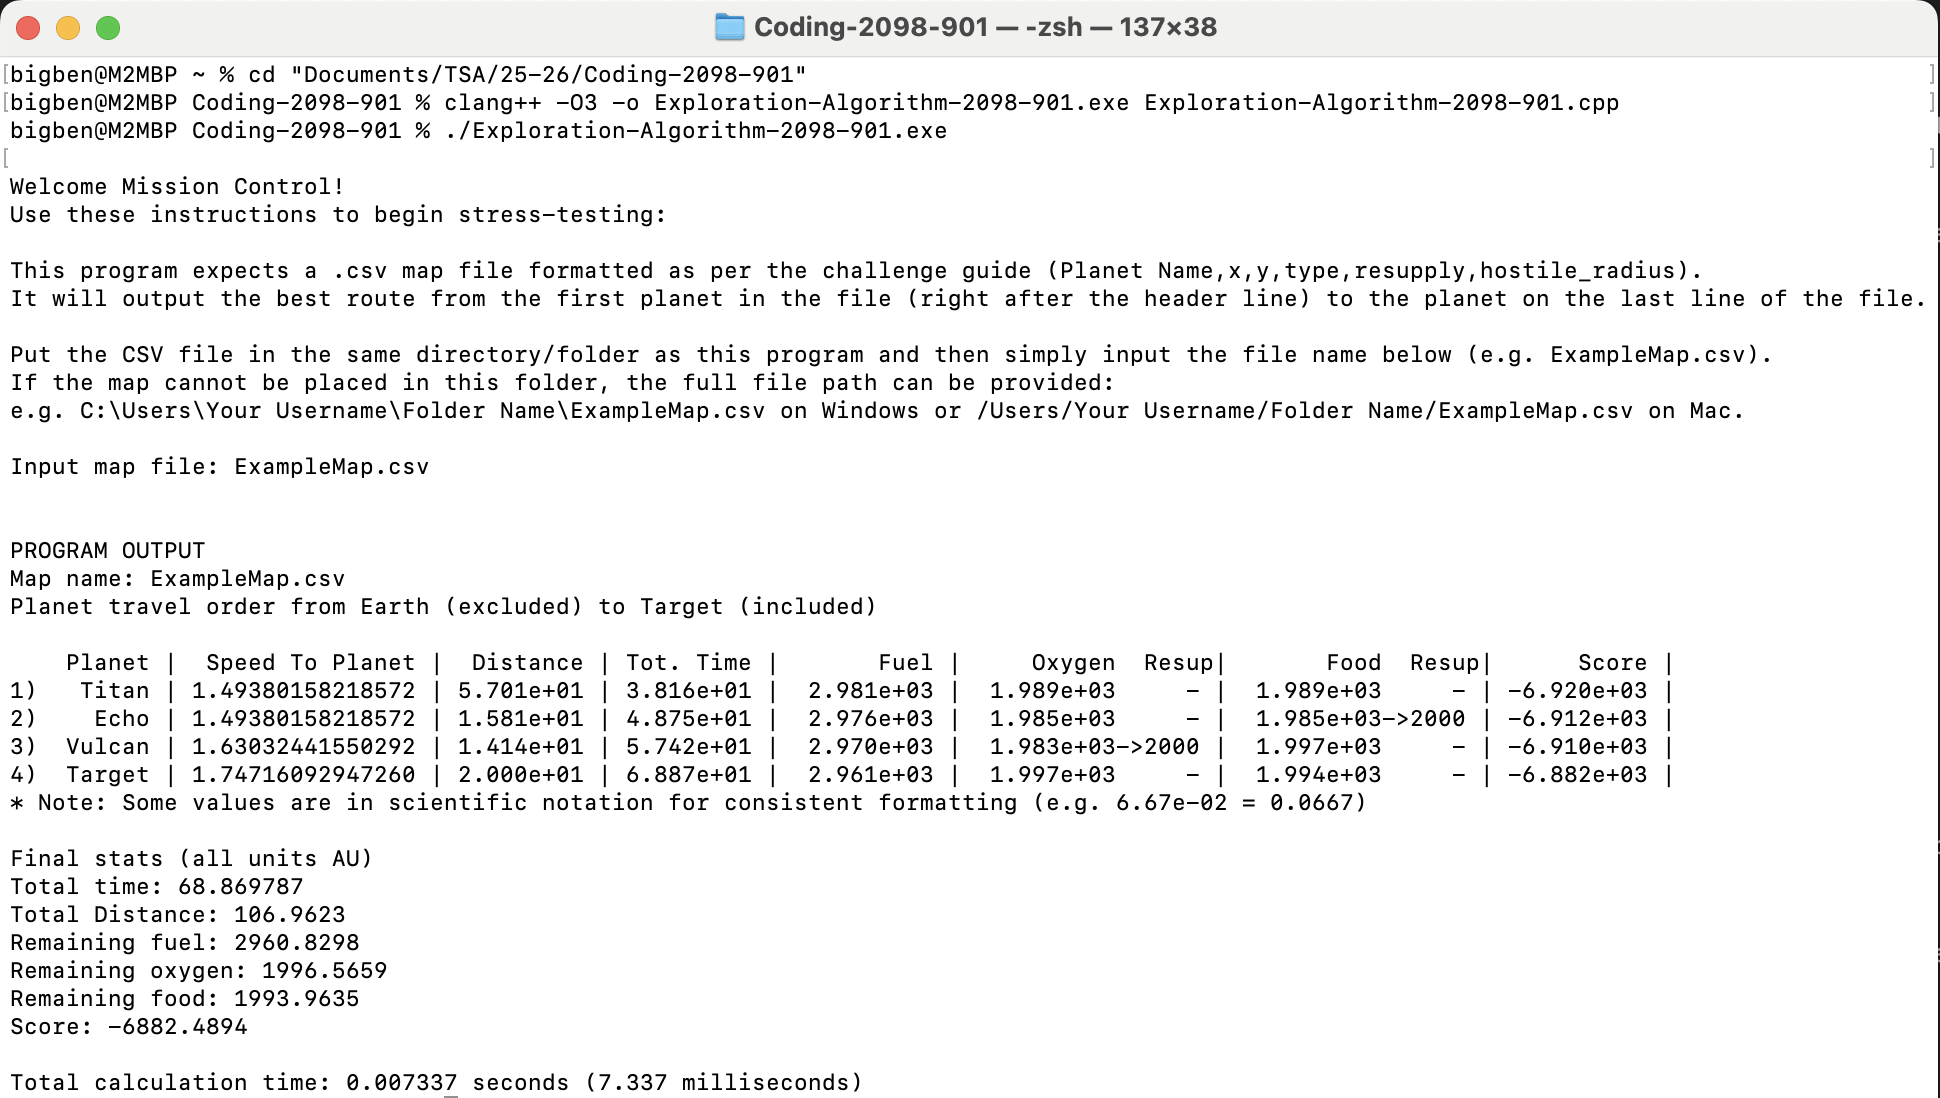 Coding-2098-901 — -zsh — 137×38
[bigben@M2MBP ~ % cd "Documents/TSA/25-26/Coding-2098-901" ]
[bigben@M2MBP Coding-2098-901 % clang++ -O3 -o Exploration-Algorithm-2098-901.exe Exploration-Algorithm-2098-901.cpp ]
bigben@M2MBP Coding-2098-901 % ./Exploration-Algorithm-2098-901.exe
[ ]
Welcome Mission Control!
Use these instructions to begin stress-testing:
This program expects a .csv map file formatted as per the challenge guide (Planet Name,x,y,type,resupply,hostile_radius).
It will output the best route from the first planet in the file (right after the header line) to the planet on the last line of the file.
Put the CSV file in the same directory/folder as this program and then simply input the file name below (e.g. ExampleMap.csv).
If the map cannot be placed in this folder, the full file path can be provided:
e.g. C:\Users\Your Username\Folder Name\ExampleMap.csv on Windows or /Users/Your Username/Folder Name/ExampleMap.csv on Mac.
Input map file: ExampleMap.csv
PROGRAM OUTPUT
Map name: ExampleMap.csv
Planet travel order from Earth (excluded) to Target (included)
    Planet |  Speed To Planet |  Distance | Tot. Time |       Fuel |     Oxygen  Resup|       Food  Resup|      Score |
1)   Titan | 1.49380158218572 | 5.701e+01 | 3.816e+01 |  2.981e+03 |  1.989e+03     - |  1.989e+03     - | -6.920e+03 |
2)    Echo | 1.49380158218572 | 1.581e+01 | 4.875e+01 |  2.976e+03 |  1.985e+03     - |  1.985e+03->2000 | -6.912e+03 |
3)  Vulcan | 1.63032441550292 | 1.414e+01 | 5.742e+01 |  2.970e+03 |  1.983e+03->2000 |  1.997e+03     - | -6.910e+03 |
4)  Target | 1.74716092947260 | 2.000e+01 | 6.887e+01 |  2.961e+03 |  1.997e+03     - |  1.994e+03     - | -6.882e+03 |
* Note: Some values are in scientific notation for consistent formatting (e.g. 6.67e-02 = 0.0667)
Final stats (all units AU)
Total time: 68.869787
Total Distance: 106.9623
Remaining fuel: 2960.8298
Remaining oxygen: 1996.5659
Remaining food: 1993.9635
Score: -6882.4894
Total calculation time: 0.007337 seconds (7.337 milliseconds)